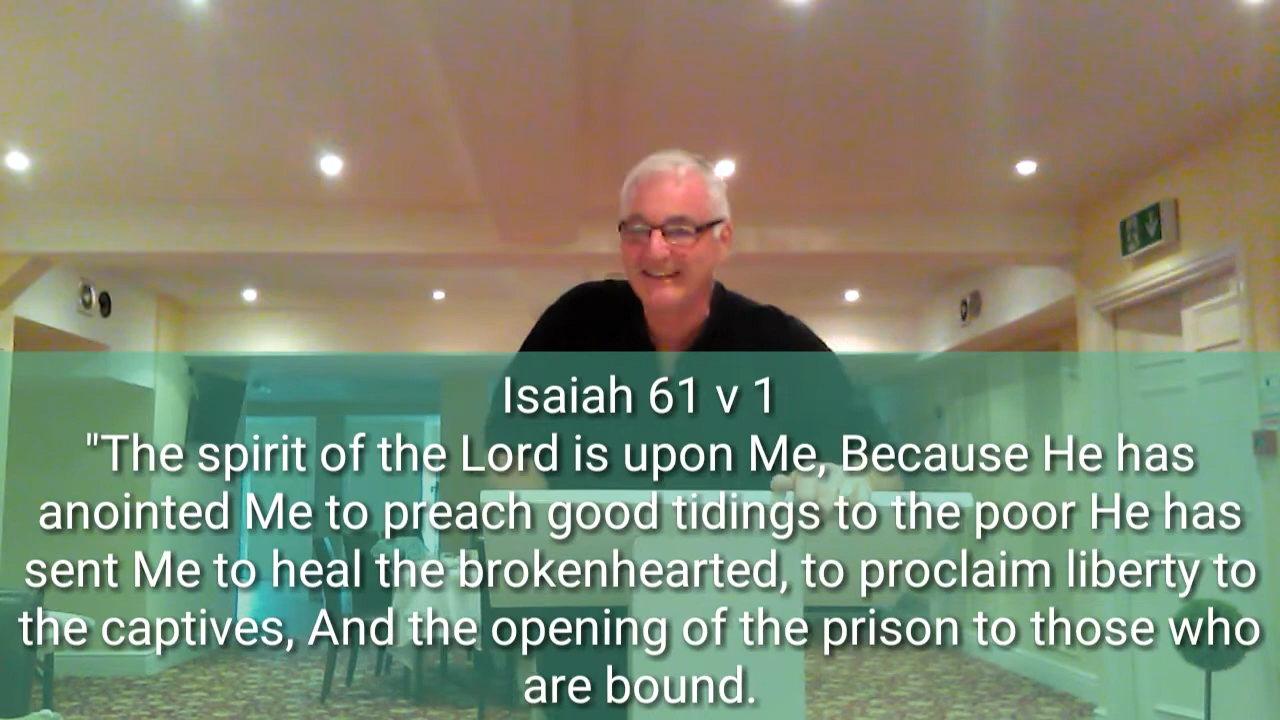 Isaiah 61 v 1
"The spirit of the Lord is upon Me, Because He has
anointed Me to preach good tidings to the poor He has
sent Me to heal the brokenhearted, to proclaim liberty to
the captives, And the opening of the prison to those who
are bound.